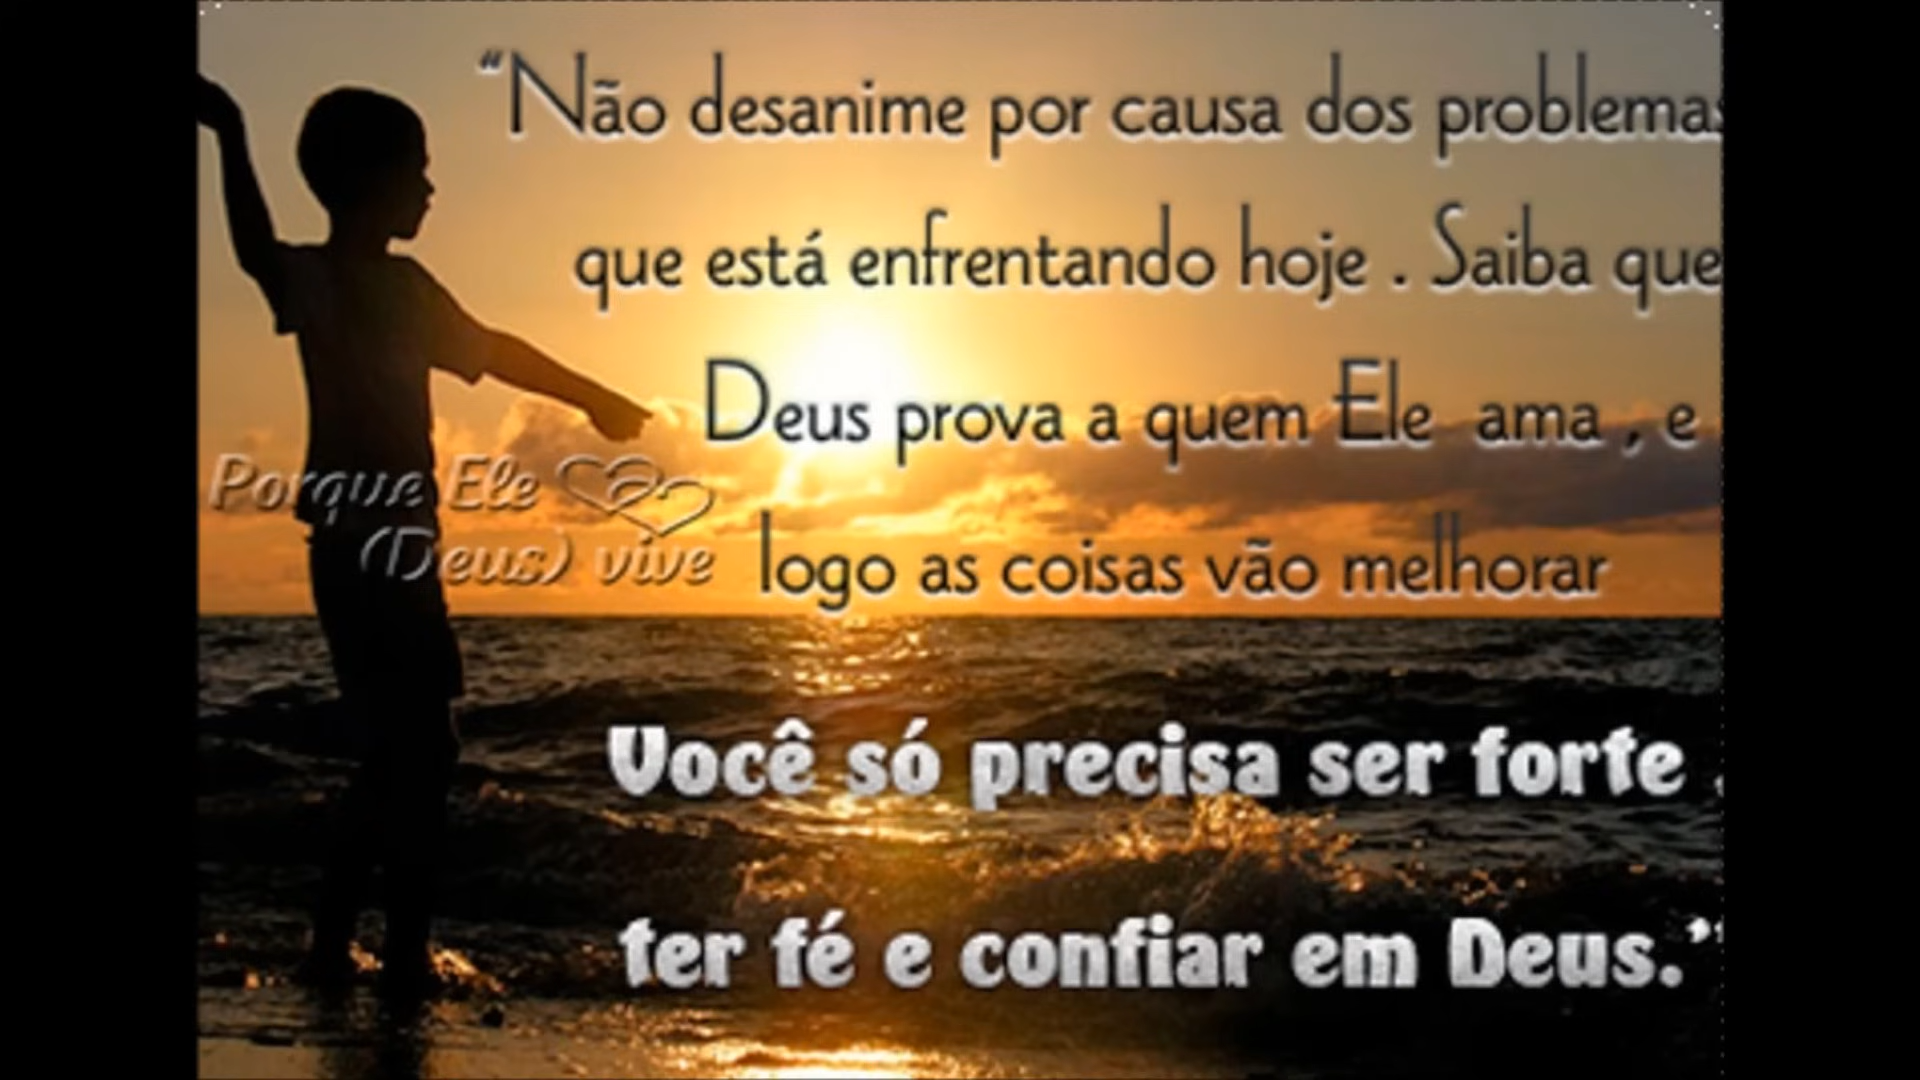 “Não desanime por causa dos problemas
que está enfrentando hoje . Saiba que
Deus prova a quem Ele ama , e
logo as coisas vão melhorar
Porque Ele
(Deus) vive
Você só precisa ser forte ,
ter fé e confiar em Deus.”